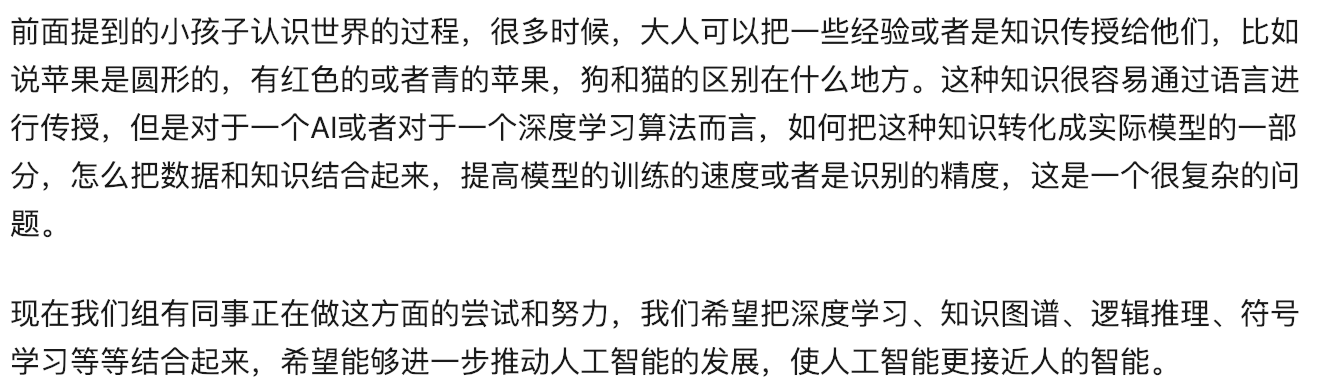 前面提到的小孩子认识世界的过程，很多时候，大人可以把一些经验或者是知识传授给他们，比如
说苹果是圆形的，有红色的或者青的苹果，狗和猫的区别在什么地方。这种知识很容易通过语言进
行传授，但是对于一个AI或者对于一个深度学习算法而言，如何把这种知识转化成实际模型的一部
分，怎么把数据和知识结合起来，提高模型的训练的速度或者是识别的精度，这是一个很复杂的问
题。
现在我们组有同事正在做这方面的尝试和努力，我们希望把深度学习、知识图谱、逻辑推理、符号
学习等等结合起来，希望能够进一步推动人工智能的发展，使人工智能更接近人的智能。